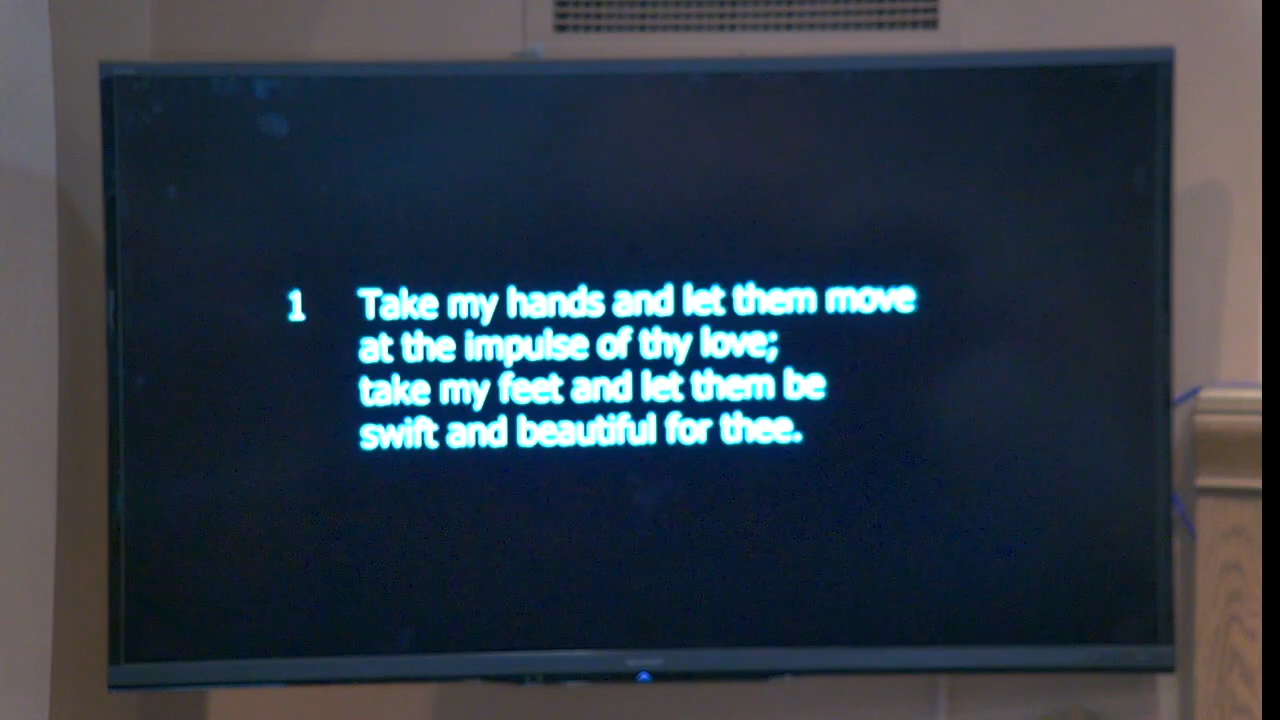 1 Take my hands and let them move
at the impulse of thy love;
take my feet and let them be
swift and beautiful for thee.